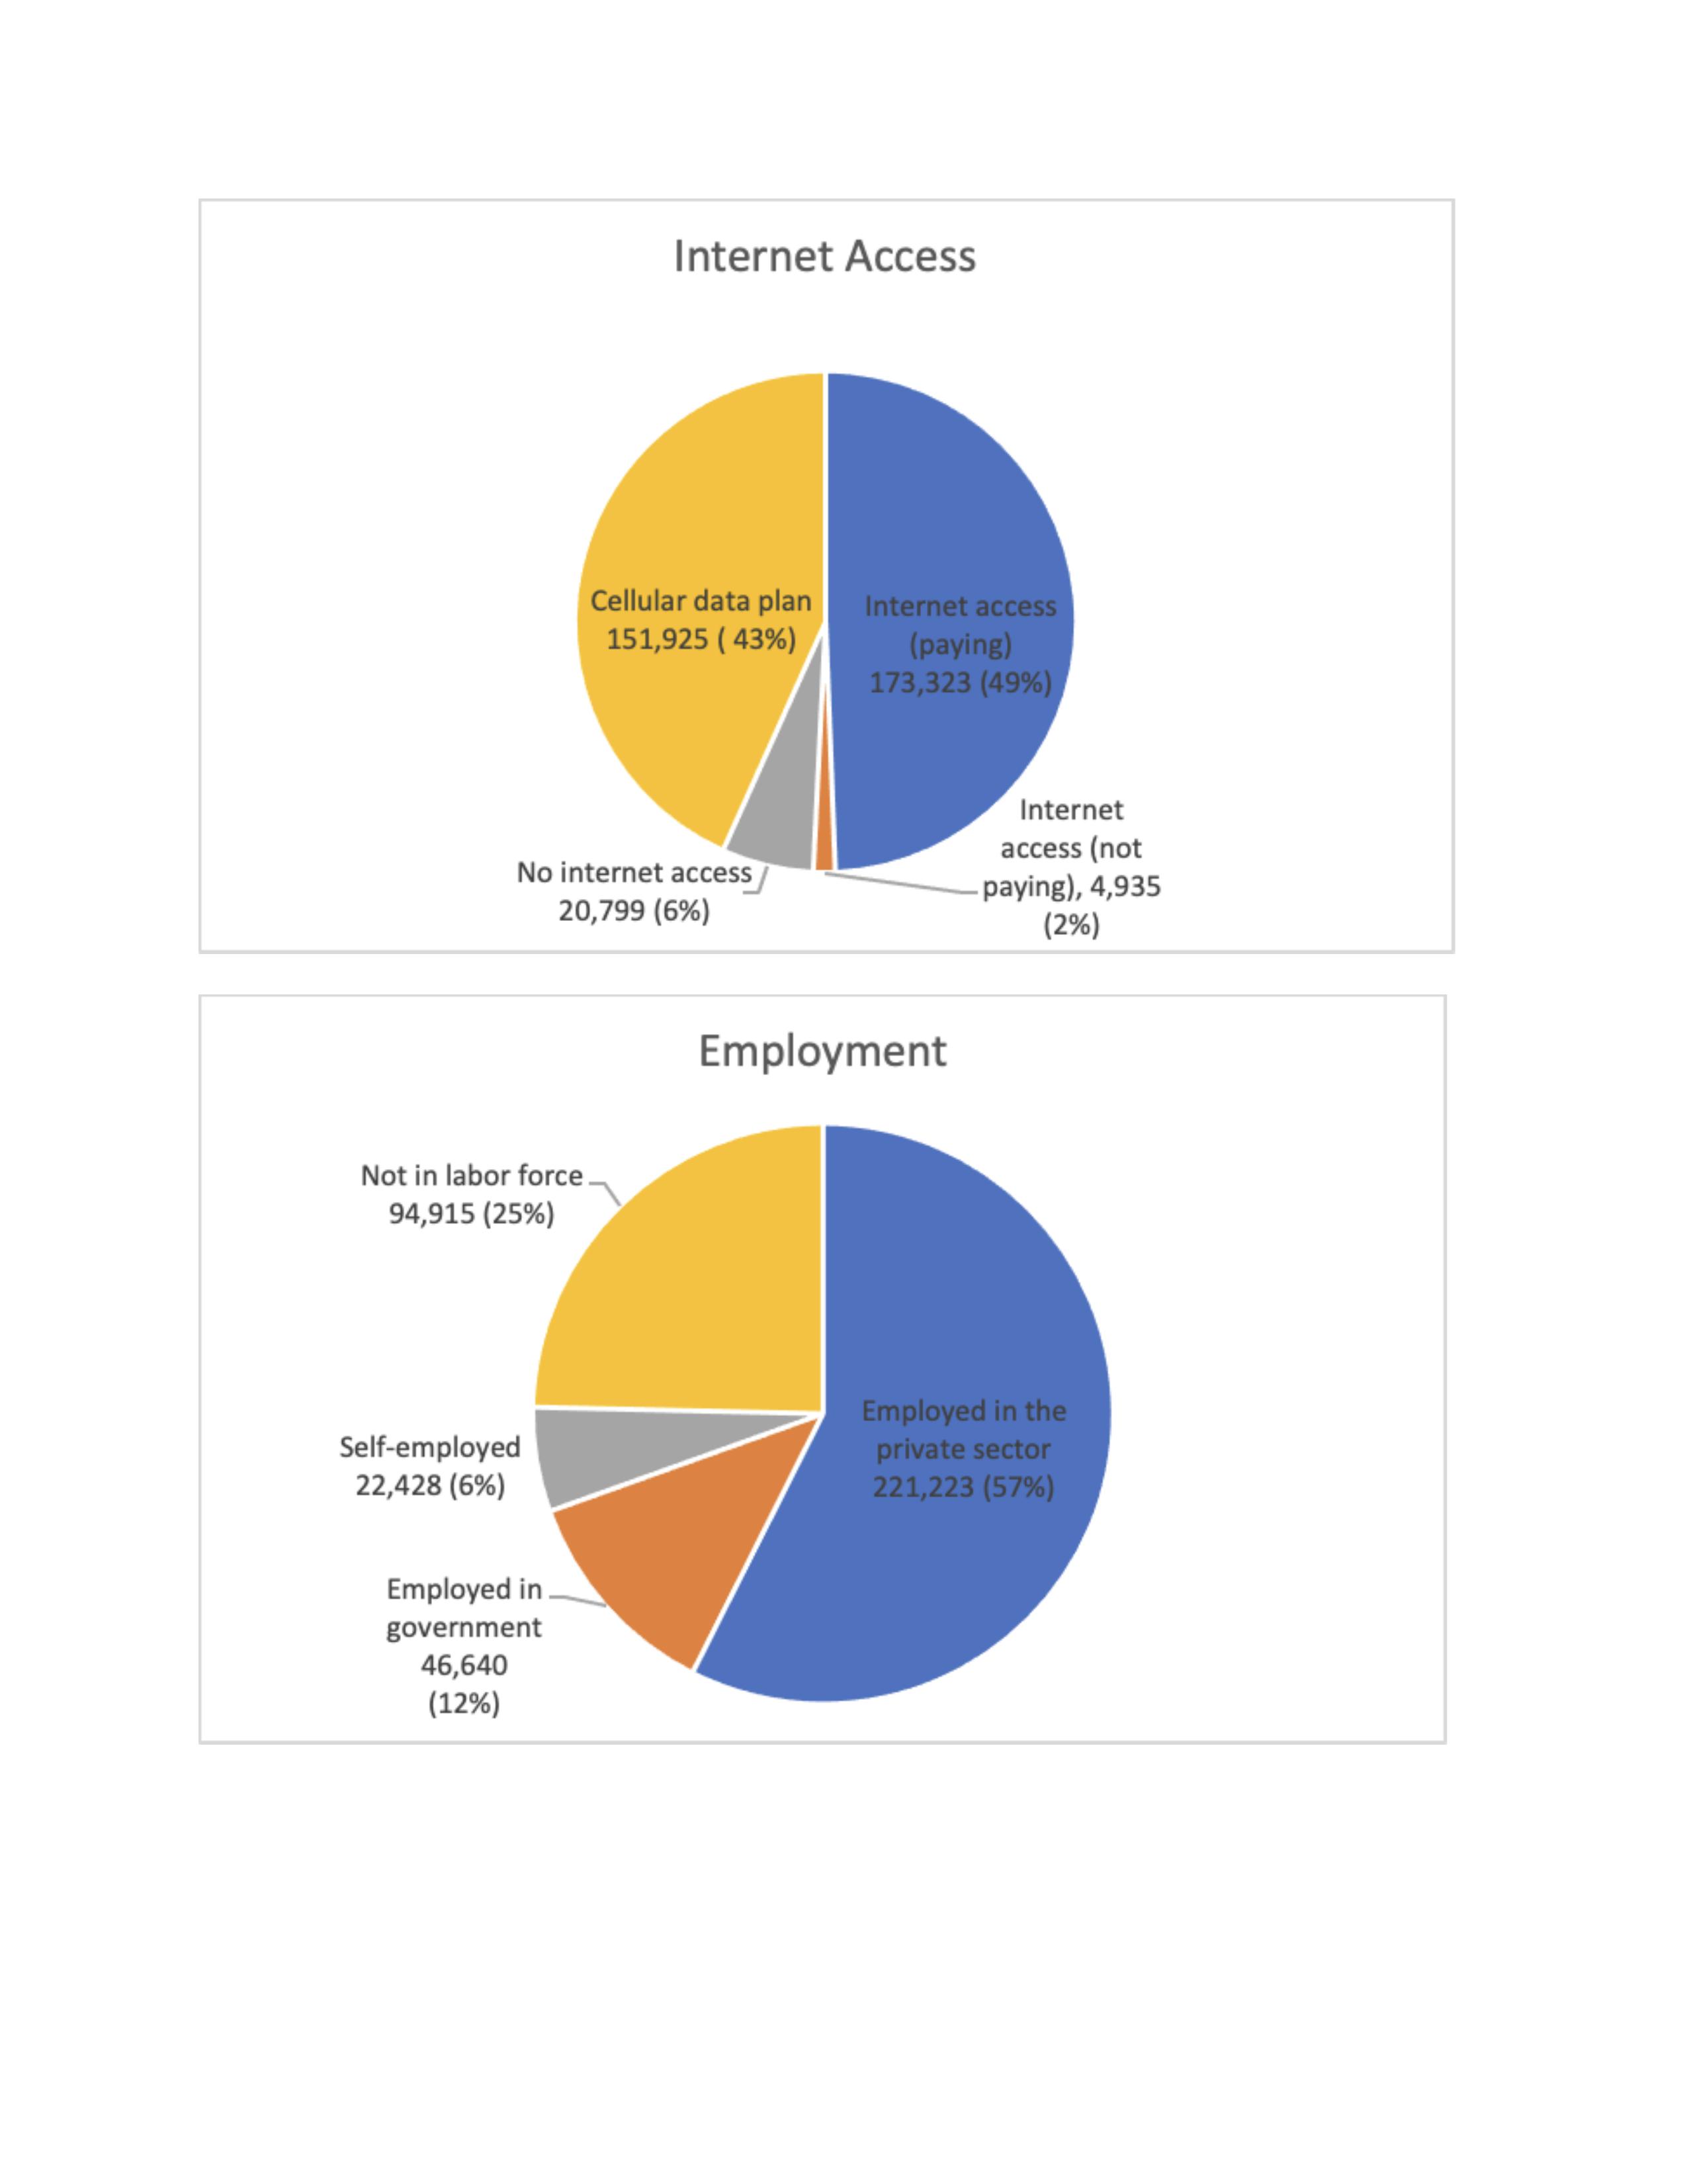 Internet Access
Cellular data plan
151,925 ( 43%)
Internet access
(paying)
173,323 (49%)
Internet
access (not
paying), 4,935
(2%)
No internet access
20,799 (6%)
Employment
Not in labor force
94,915 (25%)
Employed in the
private sector
221,223 (57%)
Self-employed
22,428 (6%)
Employed in
government
46,640
(12%)